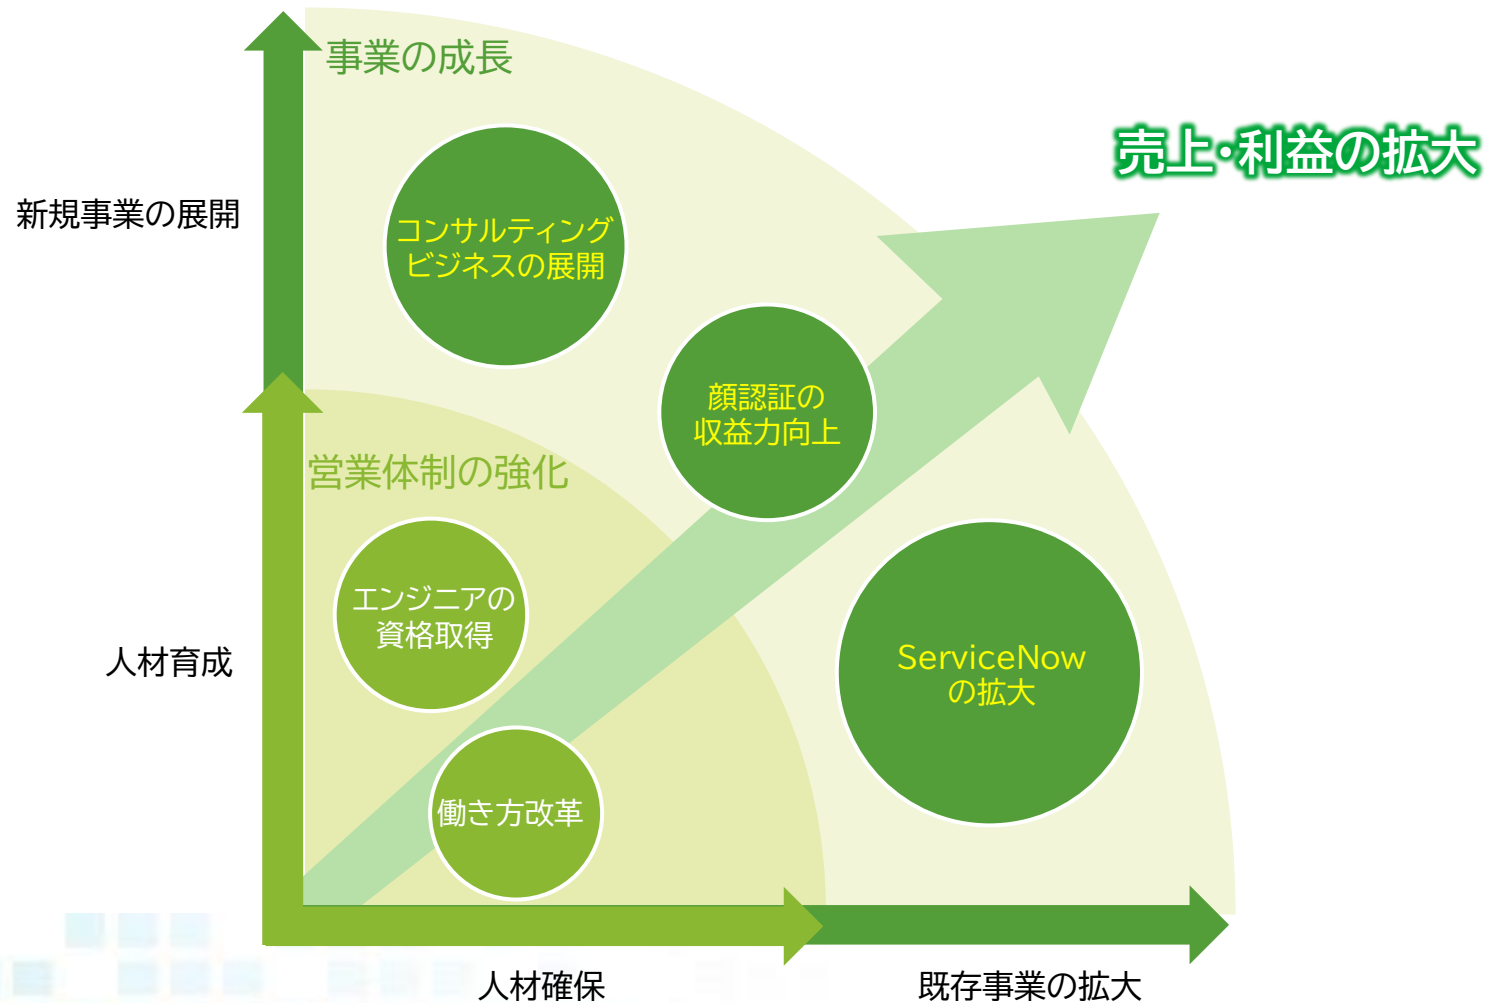 事業の成長
売上・利益の拡大
新規事業の展開
コンサルティング
ビジネスの展開
顔認証の
収益力向上
営業体制の強化
エンジニアの
資格取得
人材育成
ServiceNow
の拡大
働き方改革
人材確保
既存事業の拡大